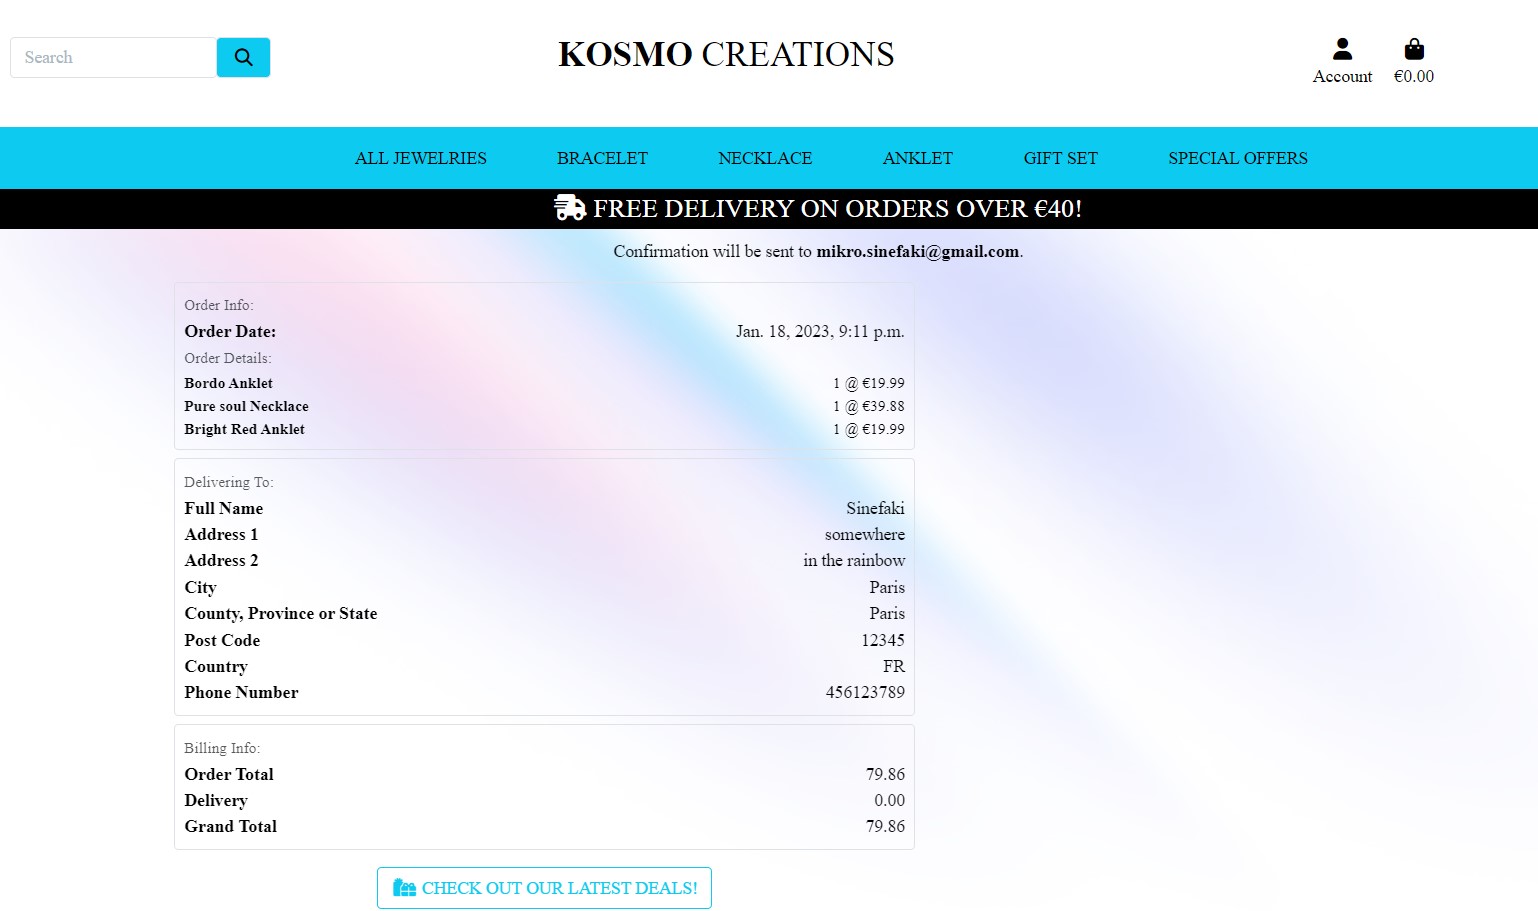 Search
KOSMO CREATIONS
Account
€0.00
ALL JEWELRIES BRACELET NECKLACE ANKLET GIFT SET SPECIAL OFFERS
FREE DELIVERY ON ORDERS OVER €40!
Confirmation will be sent to mikro.sinefaki@gmail.com.
Order Info:
Order Date: Jan. 18, 2023, 9:11 p.m.
Order Details:
Bordo Anklet 1 @ €19.99
Pure soul Necklace 1 @ €39.88
Bright Red Anklet 1 @ €19.99
Delivering To:
Full Name Sinefaki
Address 1 somewhere
Address 2 in the rainbow
City Paris
County, Province or State Paris
Post Code 12345
Country FR
Phone Number 456123789
Billing Info:
Order Total 79.86
Delivery 0.00
Grand Total 79.86
CHECK OUT OUR LATEST DEALS!